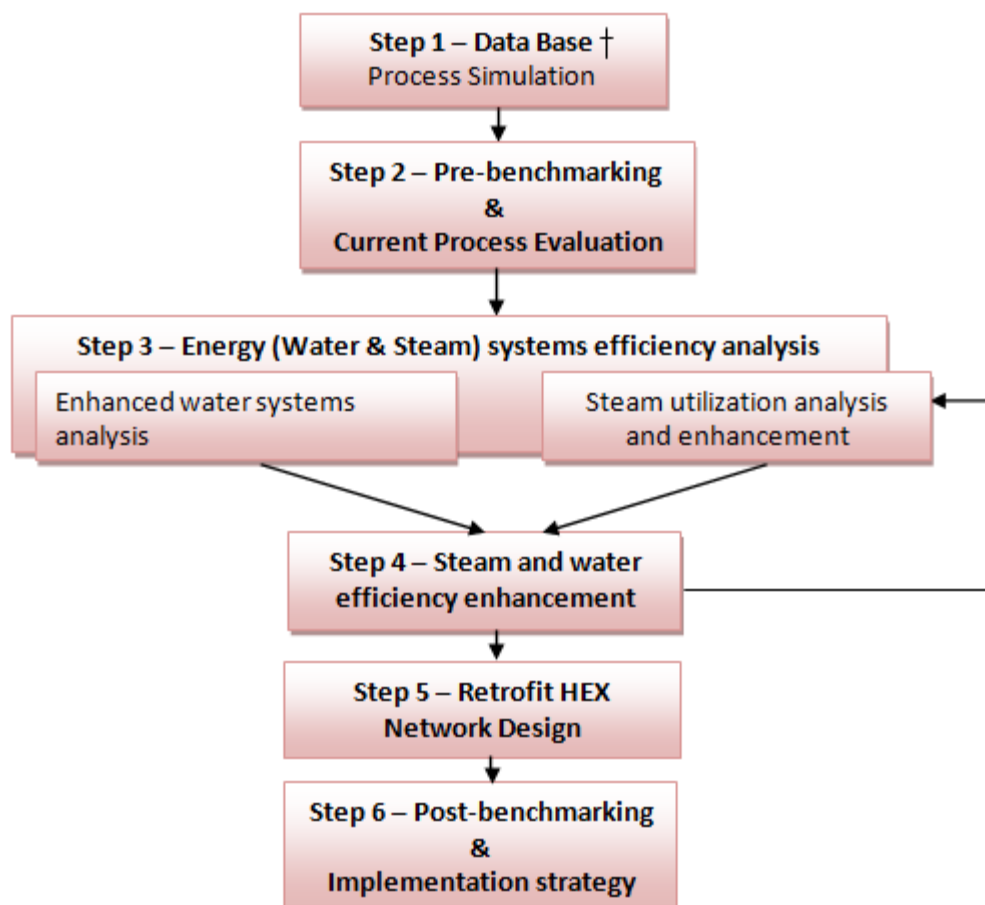 Step 1 – Data Base †
Process Simulation
Step 2 – Pre-benchmarking
&
Current Process Evaluation
Step 3 – Energy (Water & Steam) systems efficiency analysis
Enhanced water systems
analysis
Steam utilization analysis
and enhancement
Step 4 – Steam and water
efficiency enhancement
Step 5 – Retrofit HEX
Network Design
Step 6 – Post-benchmarking
&
Implementation strategy